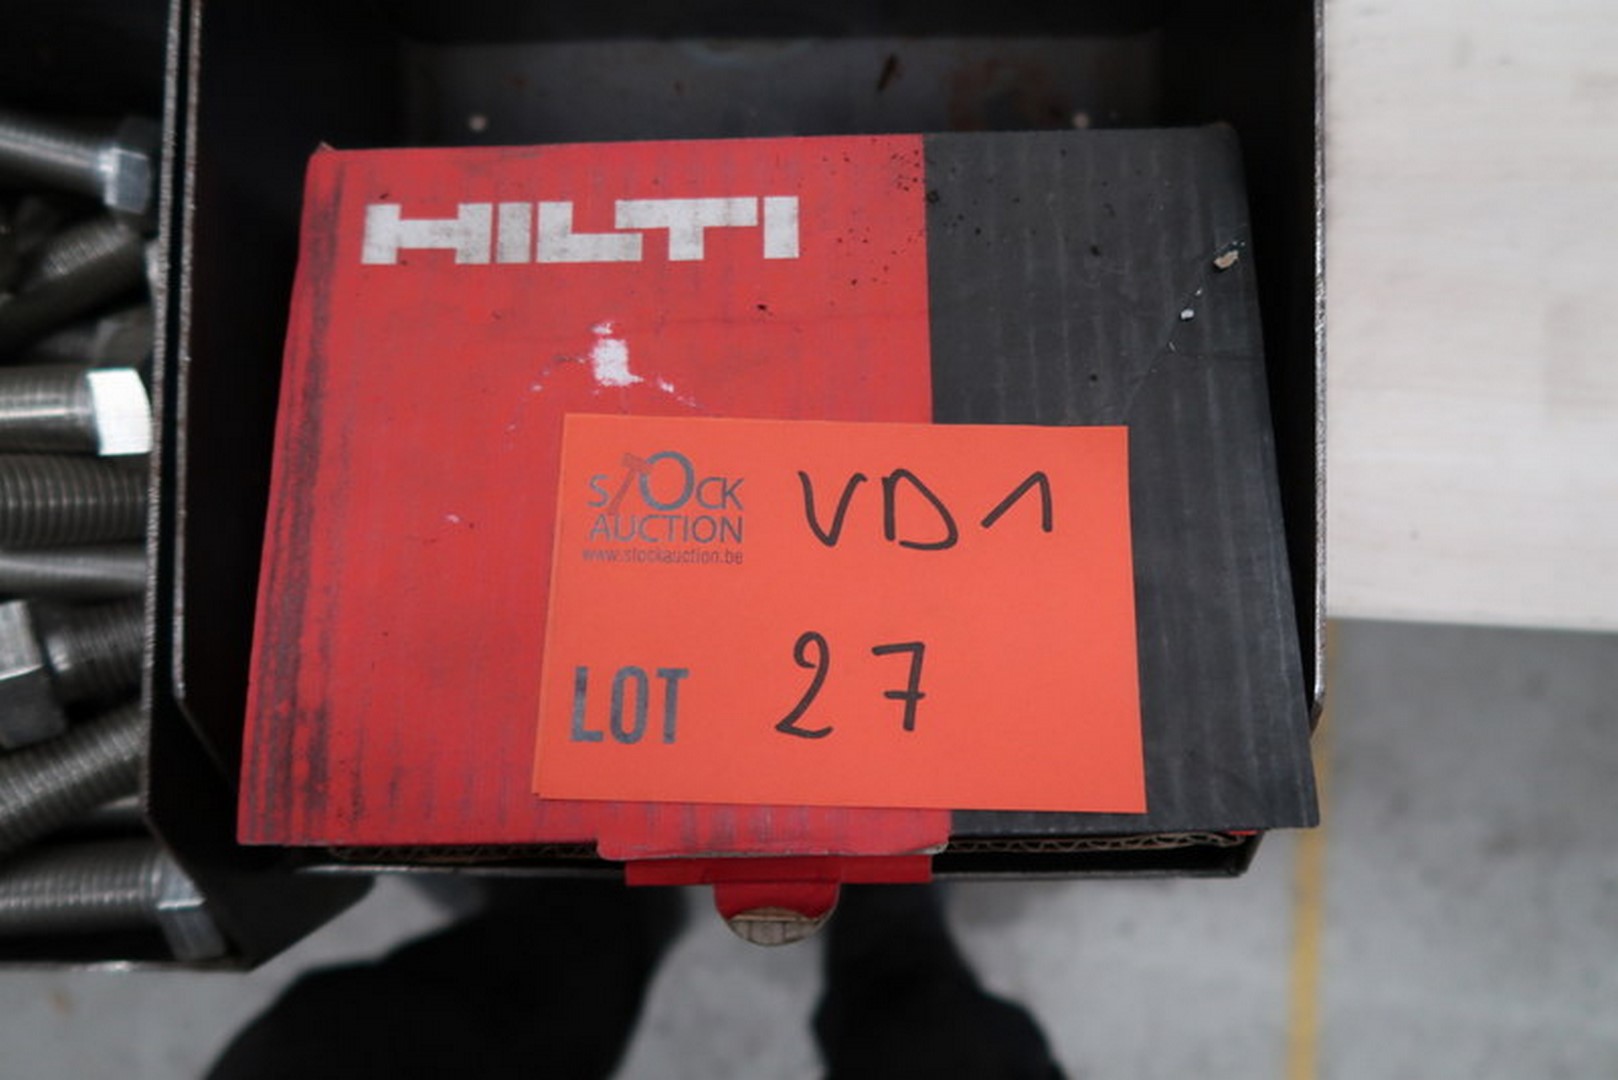 HILTI
STOCK VD1
AUCTION
www.stockauction.be
LOT 27